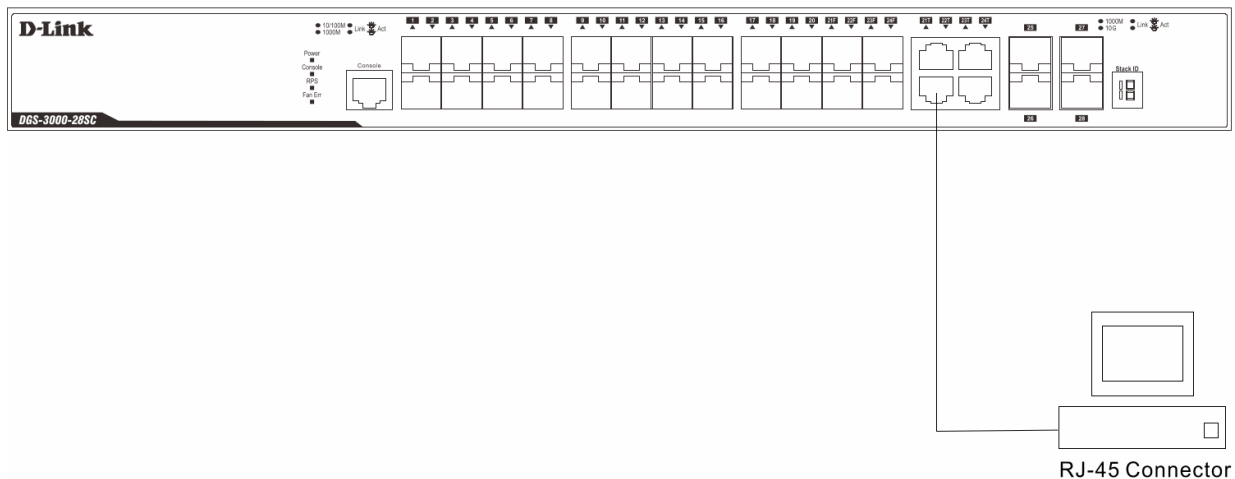 D-Link
10/100M
1000M
Link
Act
Power
Console
RPS
Fan Err
Console
1 2 3 4 5 6 7 8
9 10 11 12 13 14 15 16
17 18 19 20 21F 22F 23F 24F
21T 22T 23T 24T
25
27
1000M
10G
Link
Act
Stack ID
26
28
DGS-3000-28SC
RJ-45 Connector